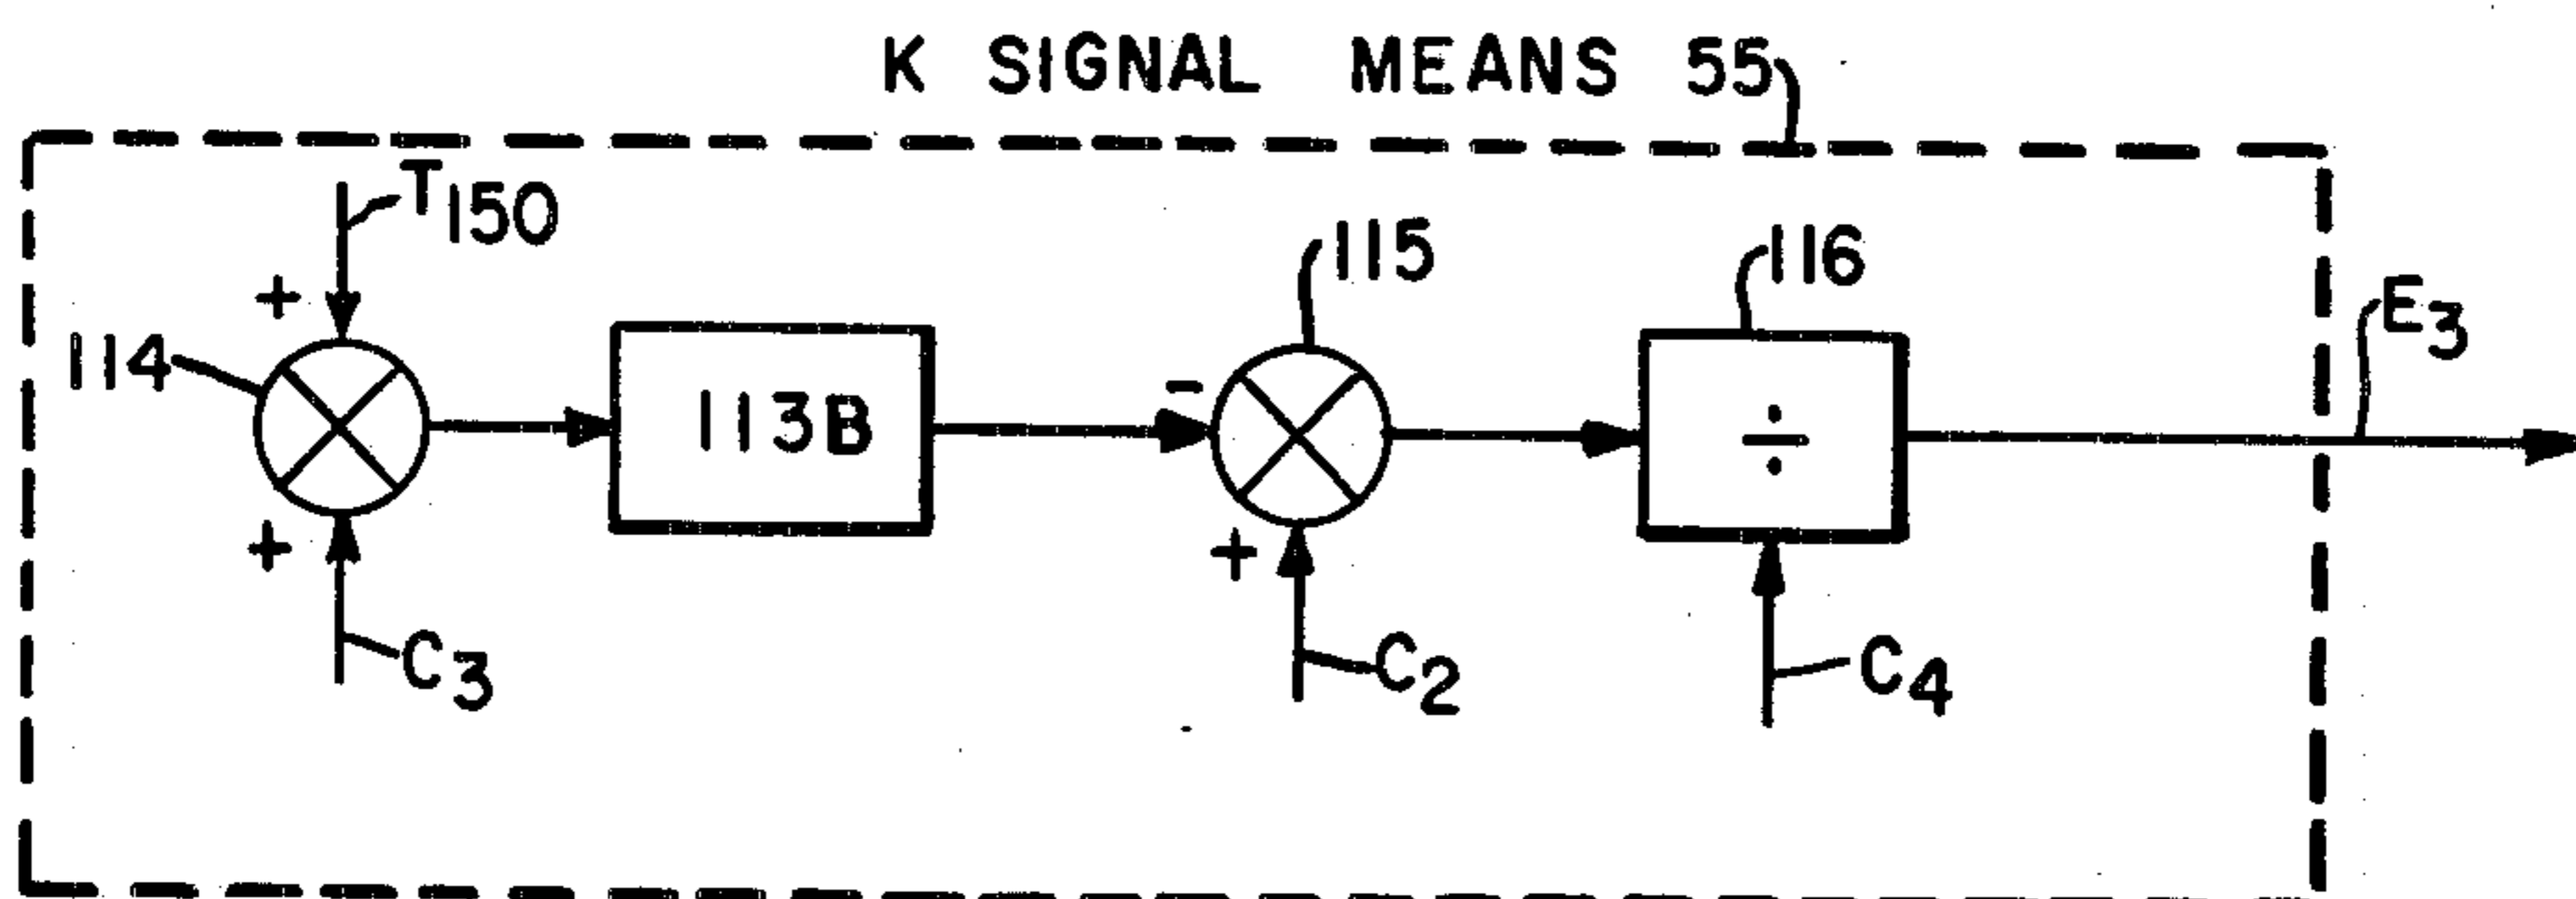 K SIGNAL MEANS 55
T150
+
114
+
C3
113B
-
115
+
C2
116
÷
C4
E3